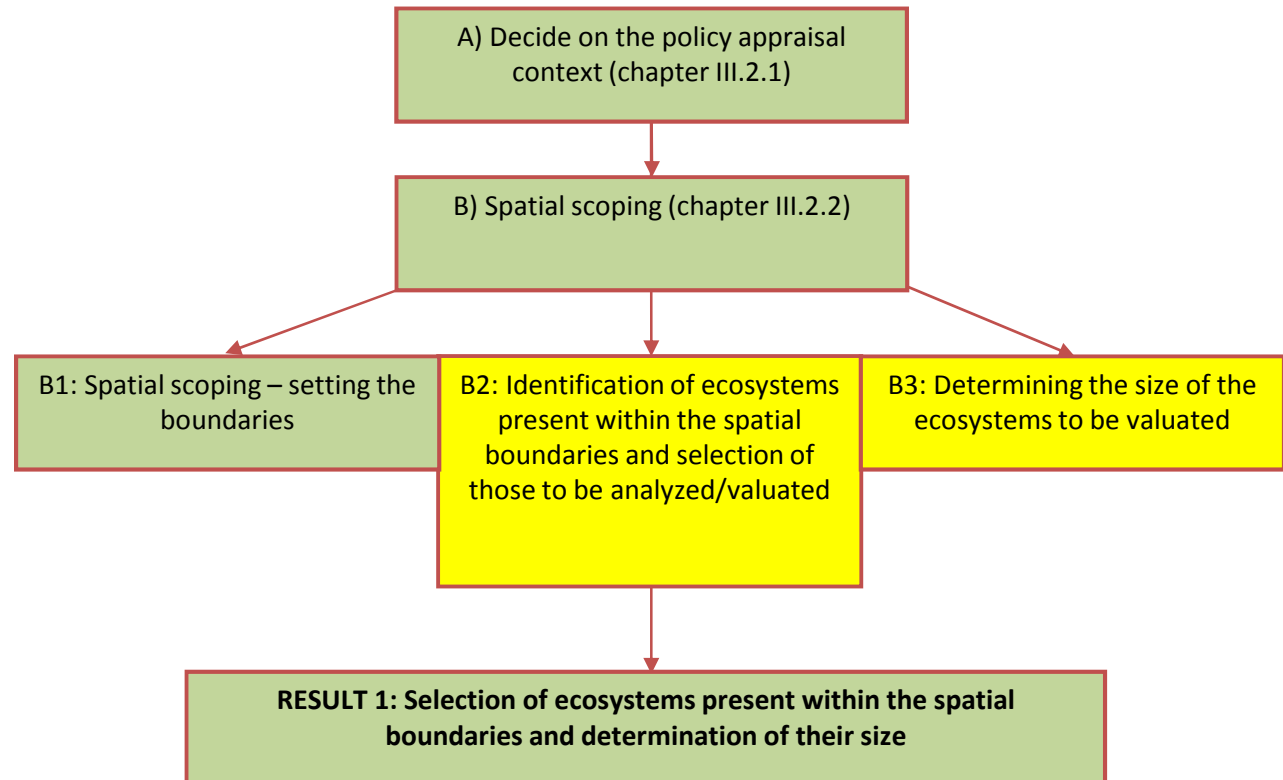 A) Decide on the policy appraisal
context (chapter III.2.1)
B) Spatial scoping (chapter III.2.2)
B1: Spatial scoping – setting the
boundaries
B2: Identification of ecosystems
present within the spatial
boundaries and selection of
those to be analyzed/valuated
B3: Determining the size of the
ecosystems to be valuated
RESULT 1: Selection of ecosystems present within the spatial
boundaries and determination of their size